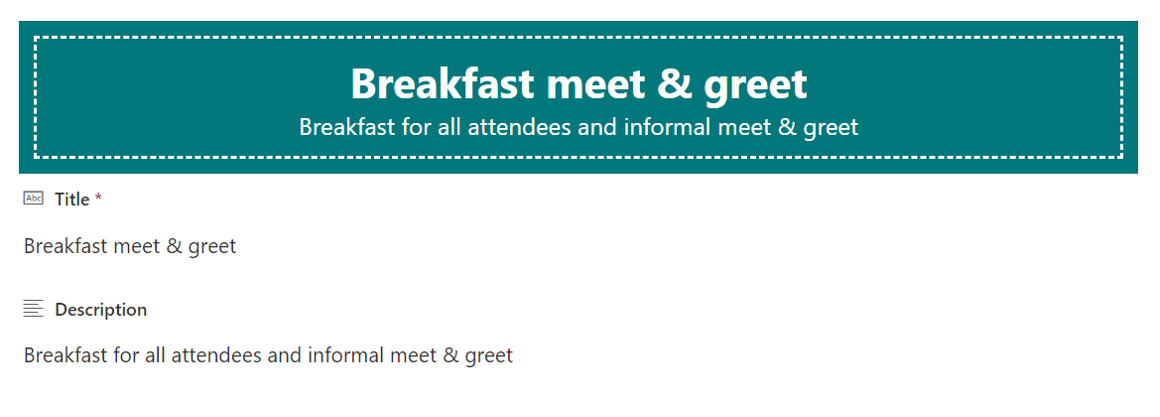 Breakfast meet & greet
Breakfast for all attendees and informal meet & greet
Abc Title *
Breakfast meet & greet
Description
Breakfast for all attendees and informal meet & greet